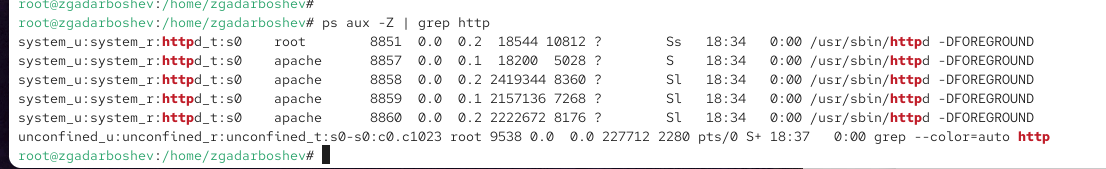 root@zgadarboshev:/home/zgadarboshev#
root@zgadarboshev:/home/zgadarboshev# ps aux -Z | grep http
system_u:system_r:httpd_t:s0    root        8851  0.0  0.2  18544 10812 ?        Ss   18:34   0:00 /usr/sbin/httpd -DFOREGROUND
system_u:system_r:httpd_t:s0    apache      8857  0.0  0.1  18200  5028 ?        S    18:34   0:00 /usr/sbin/httpd -DFOREGROUND
system_u:system_r:httpd_t:s0    apache      8858  0.0  0.2 2419344 8360 ?        Sl   18:34   0:00 /usr/sbin/httpd -DFOREGROUND
system_u:system_r:httpd_t:s0    apache      8859  0.0  0.1 2157136 7268 ?        Sl   18:34   0:00 /usr/sbin/httpd -DFOREGROUND
system_u:system_r:httpd_t:s0    apache      8860  0.0  0.2 2222672 8176 ?        Sl   18:34   0:00 /usr/sbin/httpd -DFOREGROUND
unconfined_u:unconfined_r:unconfined_t:s0-s0:c0.c1023 root 9538 0.0  0.0 227712 2280 pts/0 S+ 18:37   0:00 grep --color=auto http
root@zgadarboshev:/home/zgadarboshev#